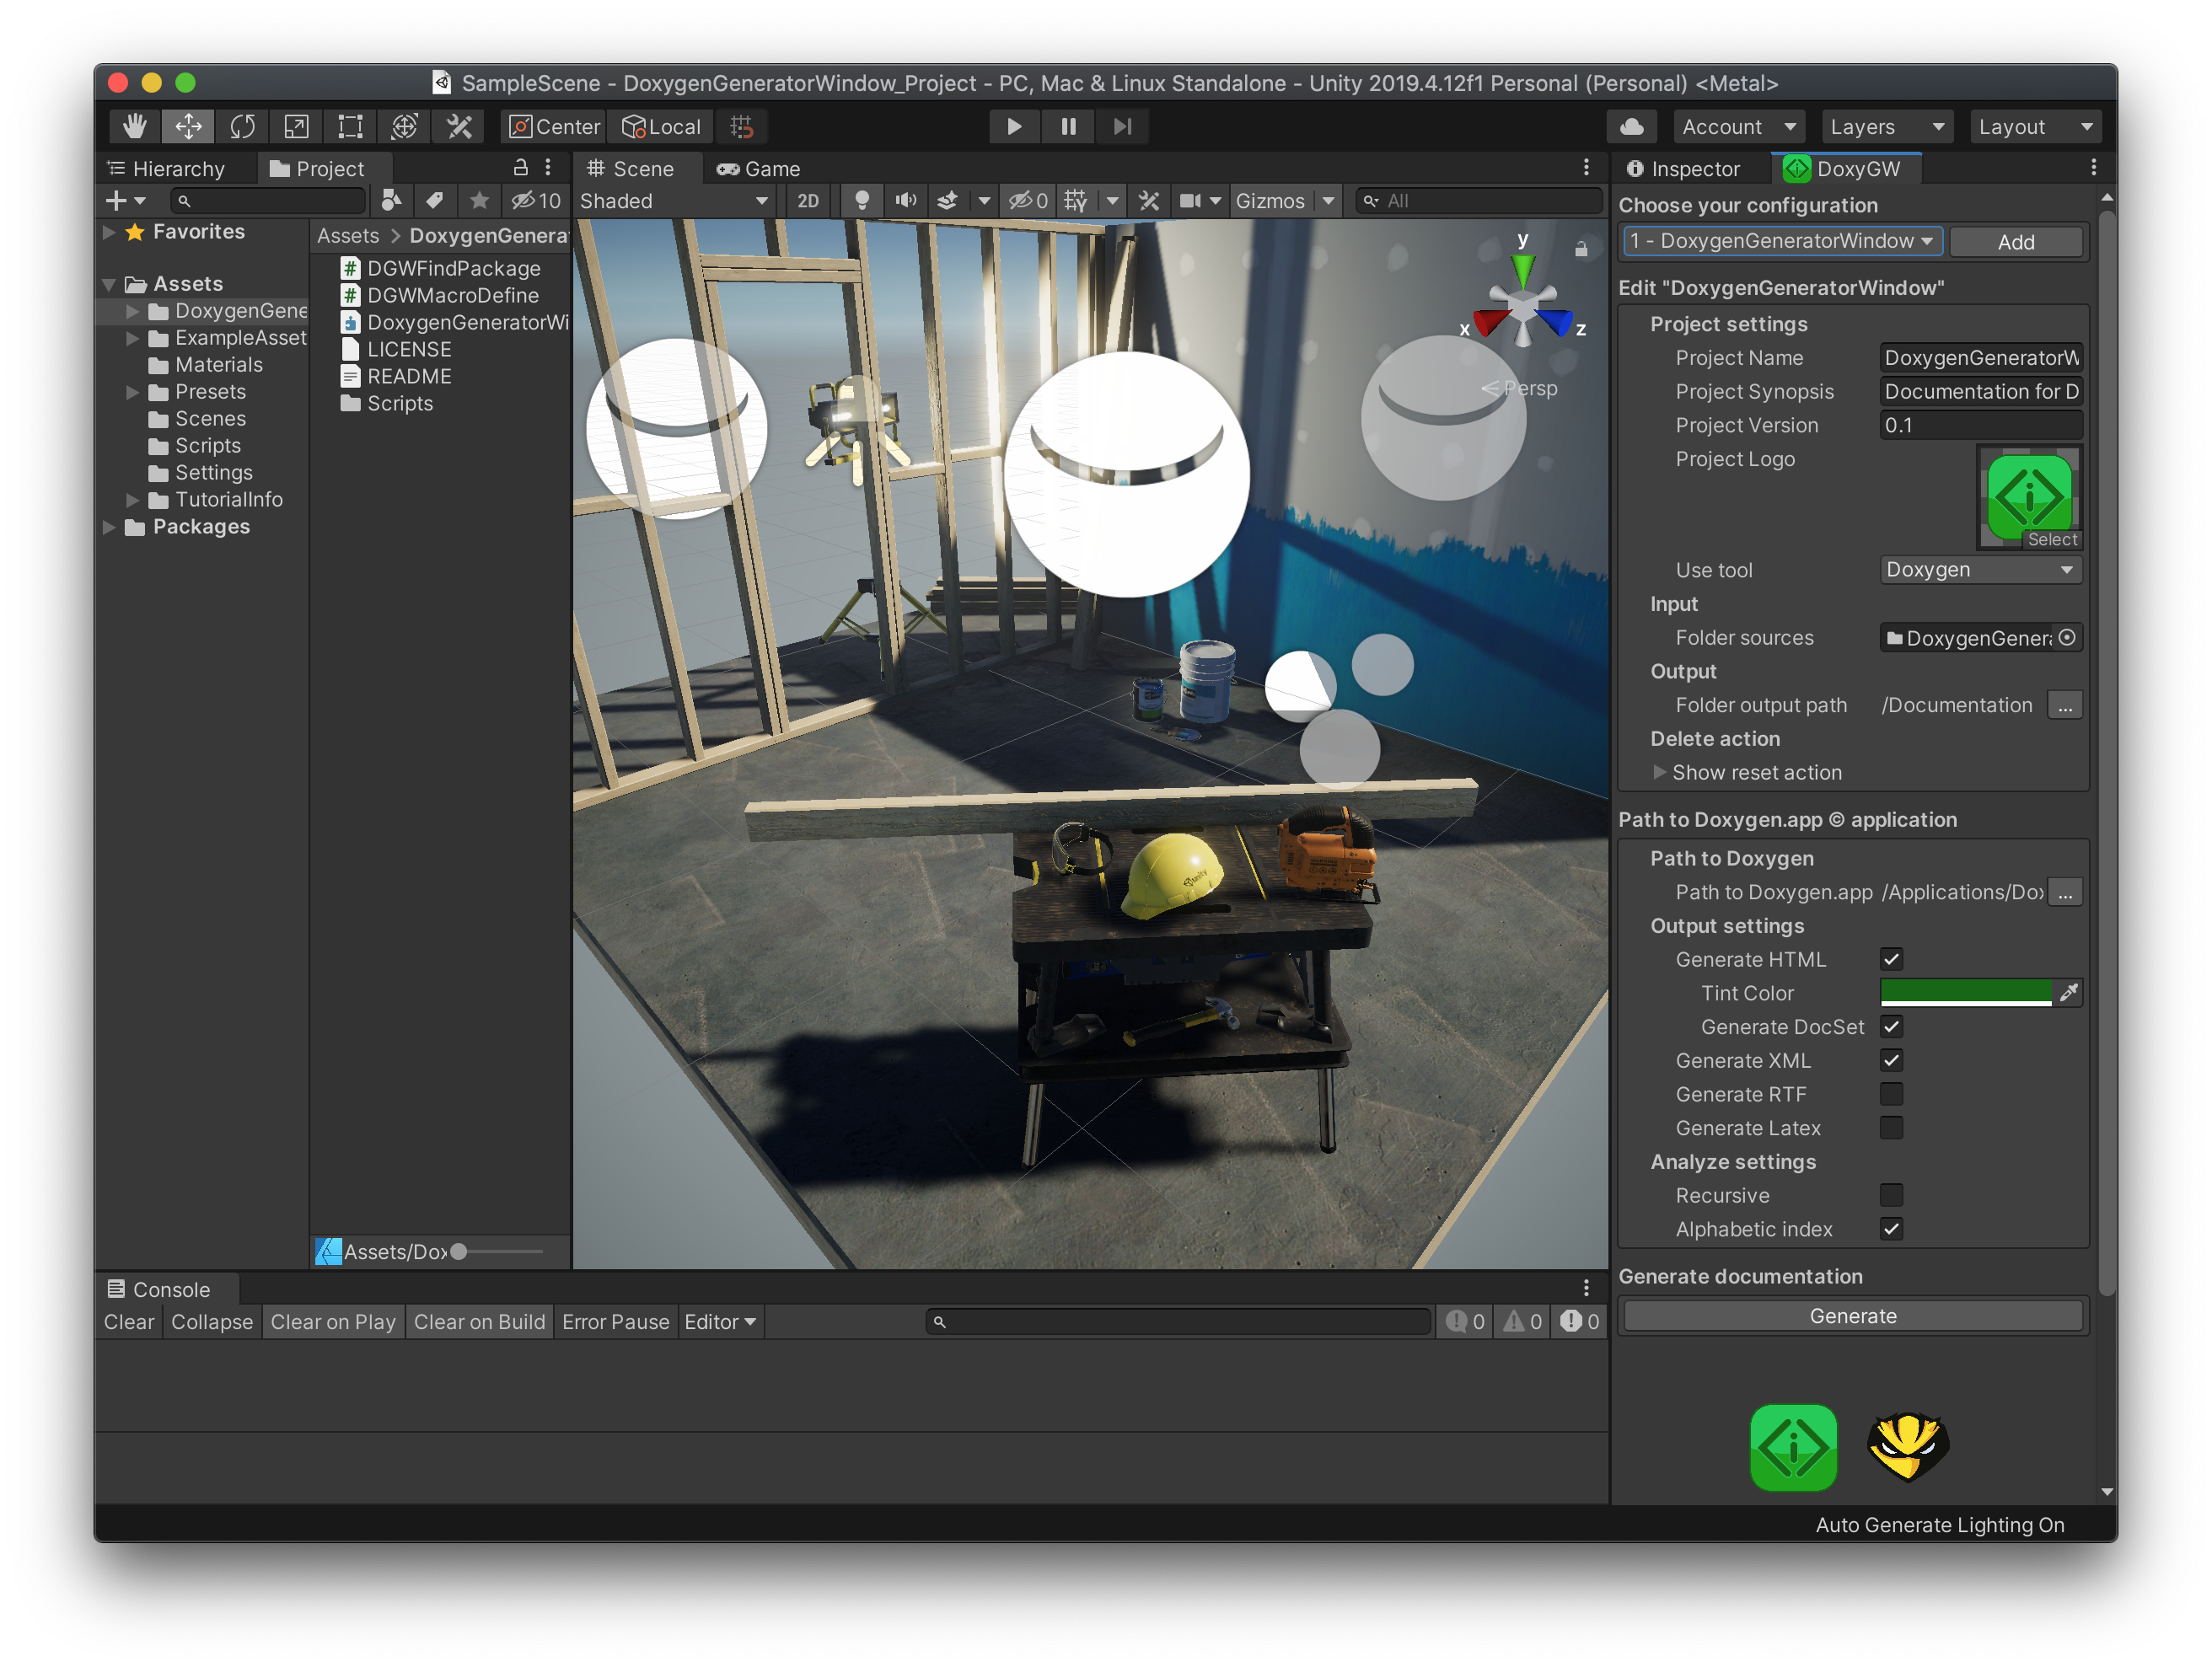 SampleScene - DoxygenGeneratorWindow_Project - PC, Mac & Linux Standalone - Unity 2019.4.12f1 Personal (Personal) <Metal>
Center Local Account Layers Layout
Hierarchy Project
10
Favorites
Assets
DoxygenGene
ExampleAsset
Materials
Presets
Scenes
Scripts
Settings
TutorialInfo
Packages
Assets > DoxygenGenera
DGWFindPackage
DGWMacroDefine
DoxygenGeneratorWi
LICENSE
README
Scripts
Assets/Dox
Scene Game
Shaded 2D 0 Gizmos All
y
x z
Persp
unity
Inspector DoxyGW
Choose your configuration
1 - DoxygenGeneratorWindow Add
Edit "DoxygenGeneratorWindow"
Project settings
Project Name DoxygenGeneratorW
Project Synopsis Documentation for D
Project Version 0.1
Project Logo
Select
Use tool Doxygen
Input
Folder sources DoxygenGenera
Output
Folder output path /Documentation ...
Delete action
Show reset action
Path to Doxygen.app © application
Path to Doxygen
Path to Doxygen.app /Applications/Dox ...
Output settings
Generate HTML
Tint Color
Generate DocSet
Generate XML
Generate RTF
Generate Latex
Analyze settings
Recursive
Alphabetic index
Generate documentation
Generate
Console
Clear Collapse Clear on Play Clear on Build Error Pause Editor 0 0 0
Auto Generate Lighting On